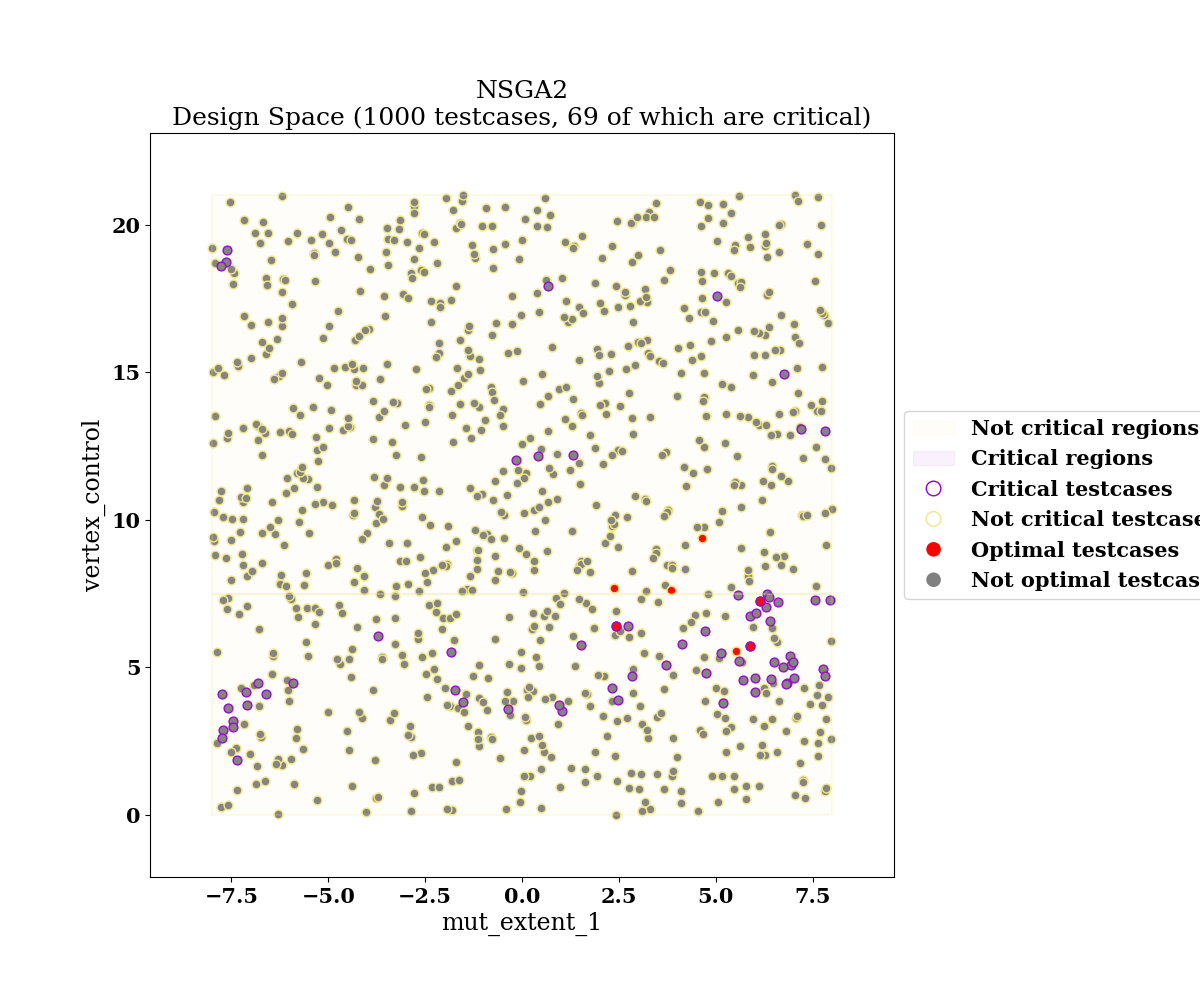 NSGA2
Design Space (1000 testcases, 69 of which are critical)
20
15
10
5
0
vertex_control
−7.5 −5.0 −2.5 0.0 2.5 5.0 7.5
mut_extent_1
Not critical regions
Critical regions
Critical testcases
Not critical testcase
Optimal testcases
Not optimal testcas